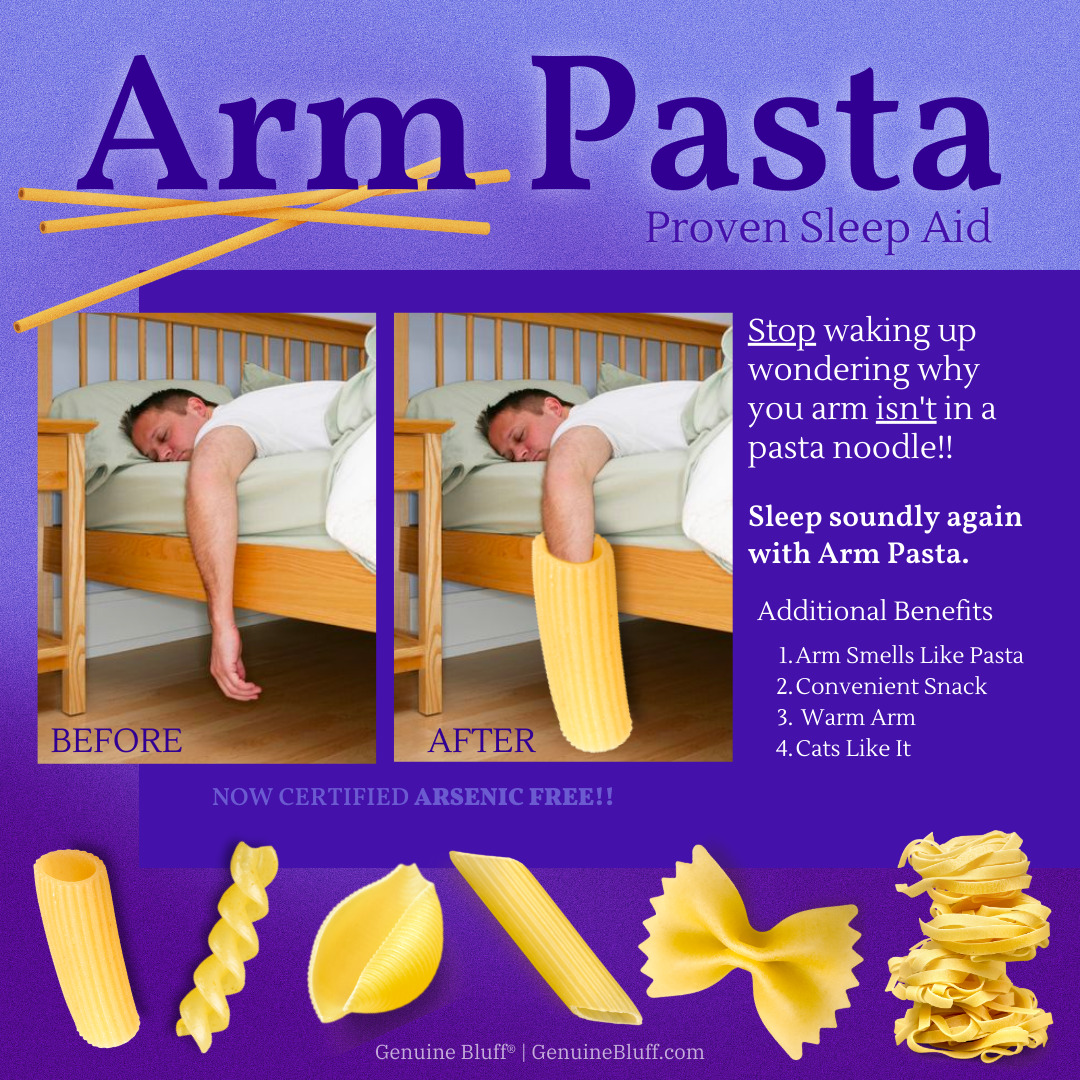 Arm Pasta
Proven Sleep Aid
Stop waking up
wondering why
you arm isn't in a
pasta noodle!!
Sleep soundly again
with Arm Pasta.
Additional Benefits
1. Arm Smells Like Pasta
2. Convenient Snack
3. Warm Arm
4. Cats Like It
BEFORE
AFTER
NOW CERTIFIED ARSENIC FREE!!
Genuine Bluff® | GenuineBluff.com